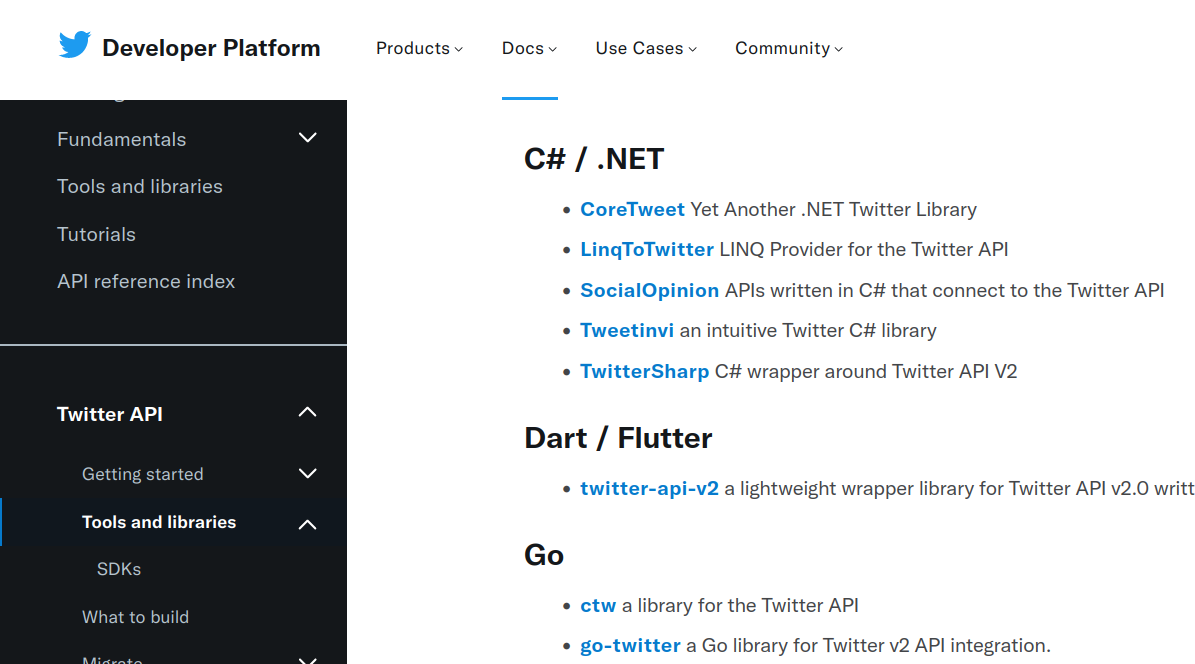 Developer Platform
Products
Docs
Use Cases
Community
Fundamentals
Tools and libraries
Tutorials
API reference index
Twitter API
Getting started
Tools and libraries
SDKs
What to build
Migrate
C# / .NET
CoreTweet Yet Another .NET Twitter Library
LinqToTwitter LINQ Provider for the Twitter API
SocialOpinion APIs written in C# that connect to the Twitter API
Tweetinvi an intuitive Twitter C# library
TwitterSharp C# wrapper around Twitter API V2
Dart / Flutter
twitter-api-v2 a lightweight wrapper library for Twitter API v2.0 writt
Go
ctw a library for the Twitter API
go-twitter a Go library for Twitter v2 API integration.